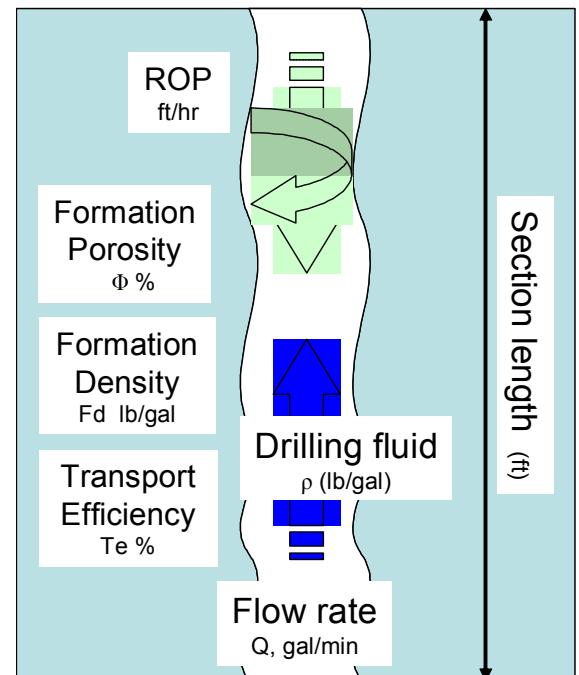 ROP
ft/hr
Formation
Porosity
Φ %
Formation
Density
Fd lb/gal
Transport
Efficiency
Te %
Drilling fluid
ρ (lb/gal)
Flow rate
Q, gal/min
Section length (ft)